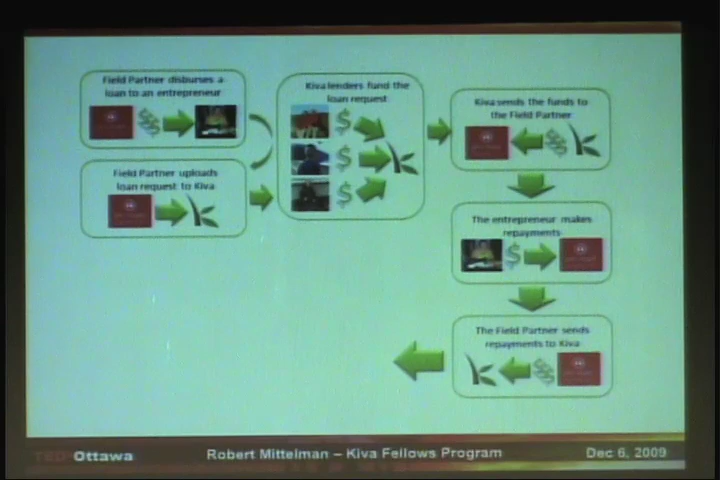 Field Partner disburses a
loan to an entrepreneur
Field Partner uploads
loan request to Kiva
Kiva lenders fund the
loan request
$
$
$
Kiva sends the funds to
the Field Partner
The entrepreneur makes
repayments
$
The Field Partner sends
repayments to Kiva
TEDxOttawa
Robert Mittelman – Kiva Fellows Program
Dec 6, 2009